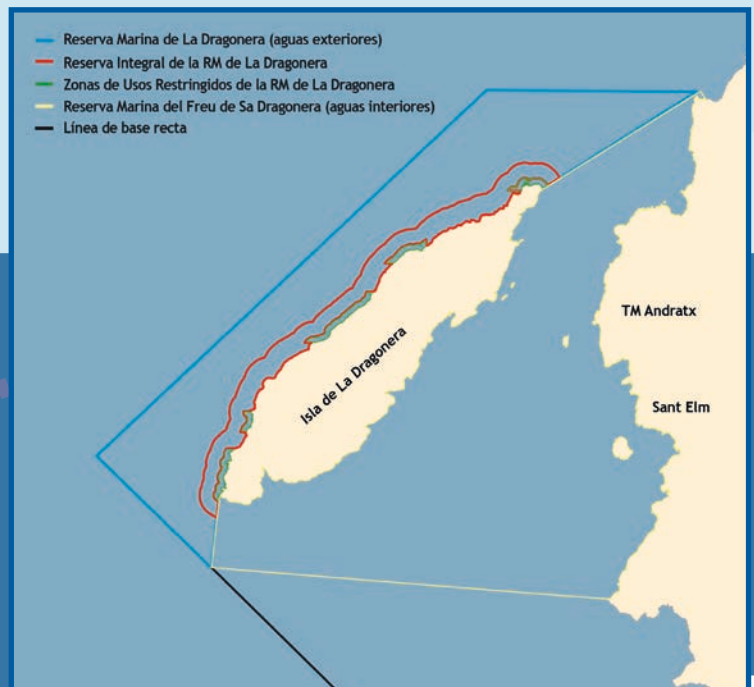 Reserva Marina de La Dragonera (aguas exteriores)
Reserva Integral de la RM de La Dragonera
Zonas de Usos Restringidos de la RM de La Dragonera
Reserva Marina del Freu de Sa Dragonera (aguas interiores)
Línea de base recta
TM Andratx
Isla de La Dragonera
Sant Elm